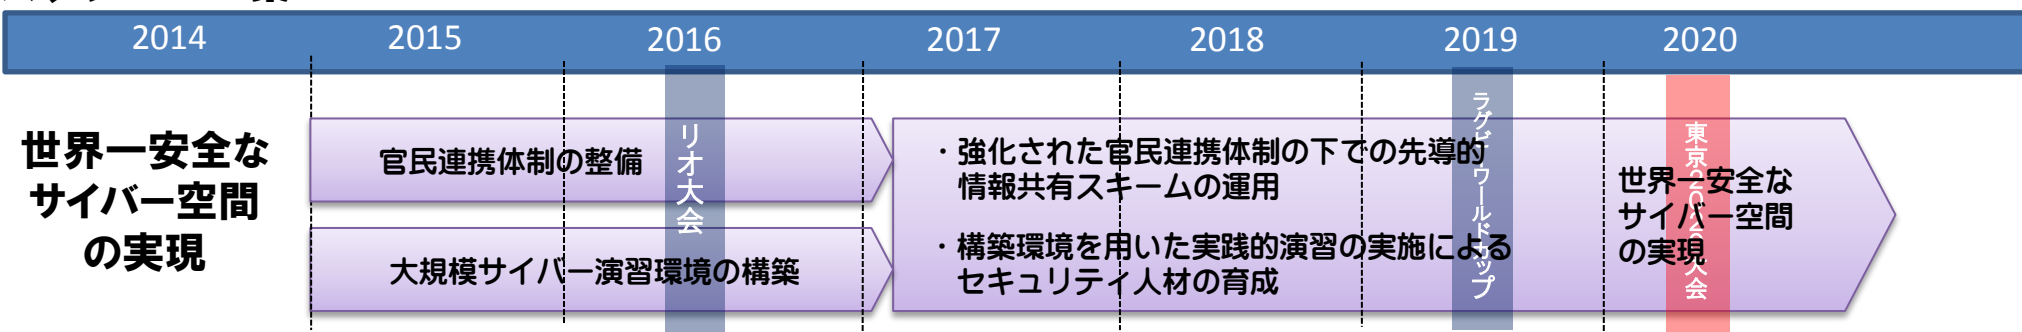 2014 2015 2016 2017 2018 2019 2020
世界一安全な
サイバー空間
の実現
官民連携体制の整備
大規模サイバー演習環境の構築
リオ大会
・強化された官民連携体制の下での先導的
情報共有スキームの運用
・構築環境を用いた実践的演習の実施による
セキュリティ人材の育成
ラグビーワールドカップ
世界一安全な
サイバー空間
の実現
東京2020大会